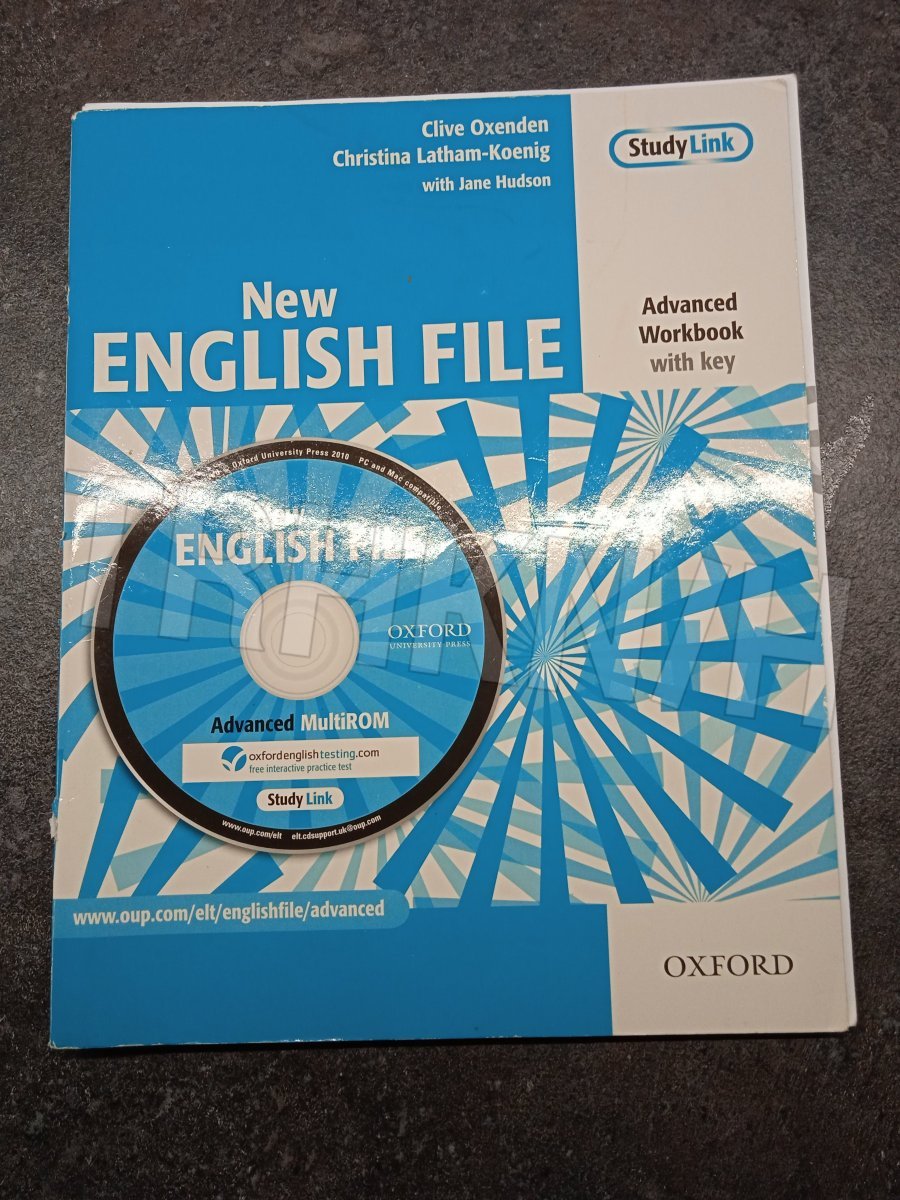 Clive Oxenden
Christina Latham-Koenig
with Jane Hudson
Study Link
New
ENGLISH FILE
Advanced
Workbook
with key
Oxford University Press 2010 PC and Mac compatible
New
ENGLISH FILE
OXFORD
UNIVERSITY PRESS
Advanced MultiROM
oxfordenglishtesting.com
free interactive practice test
Study Link
www.oup.com/elt elt.cdsupport.uk@oup.com
www.oup.com/elt/englishfile/advanced
OXFORD